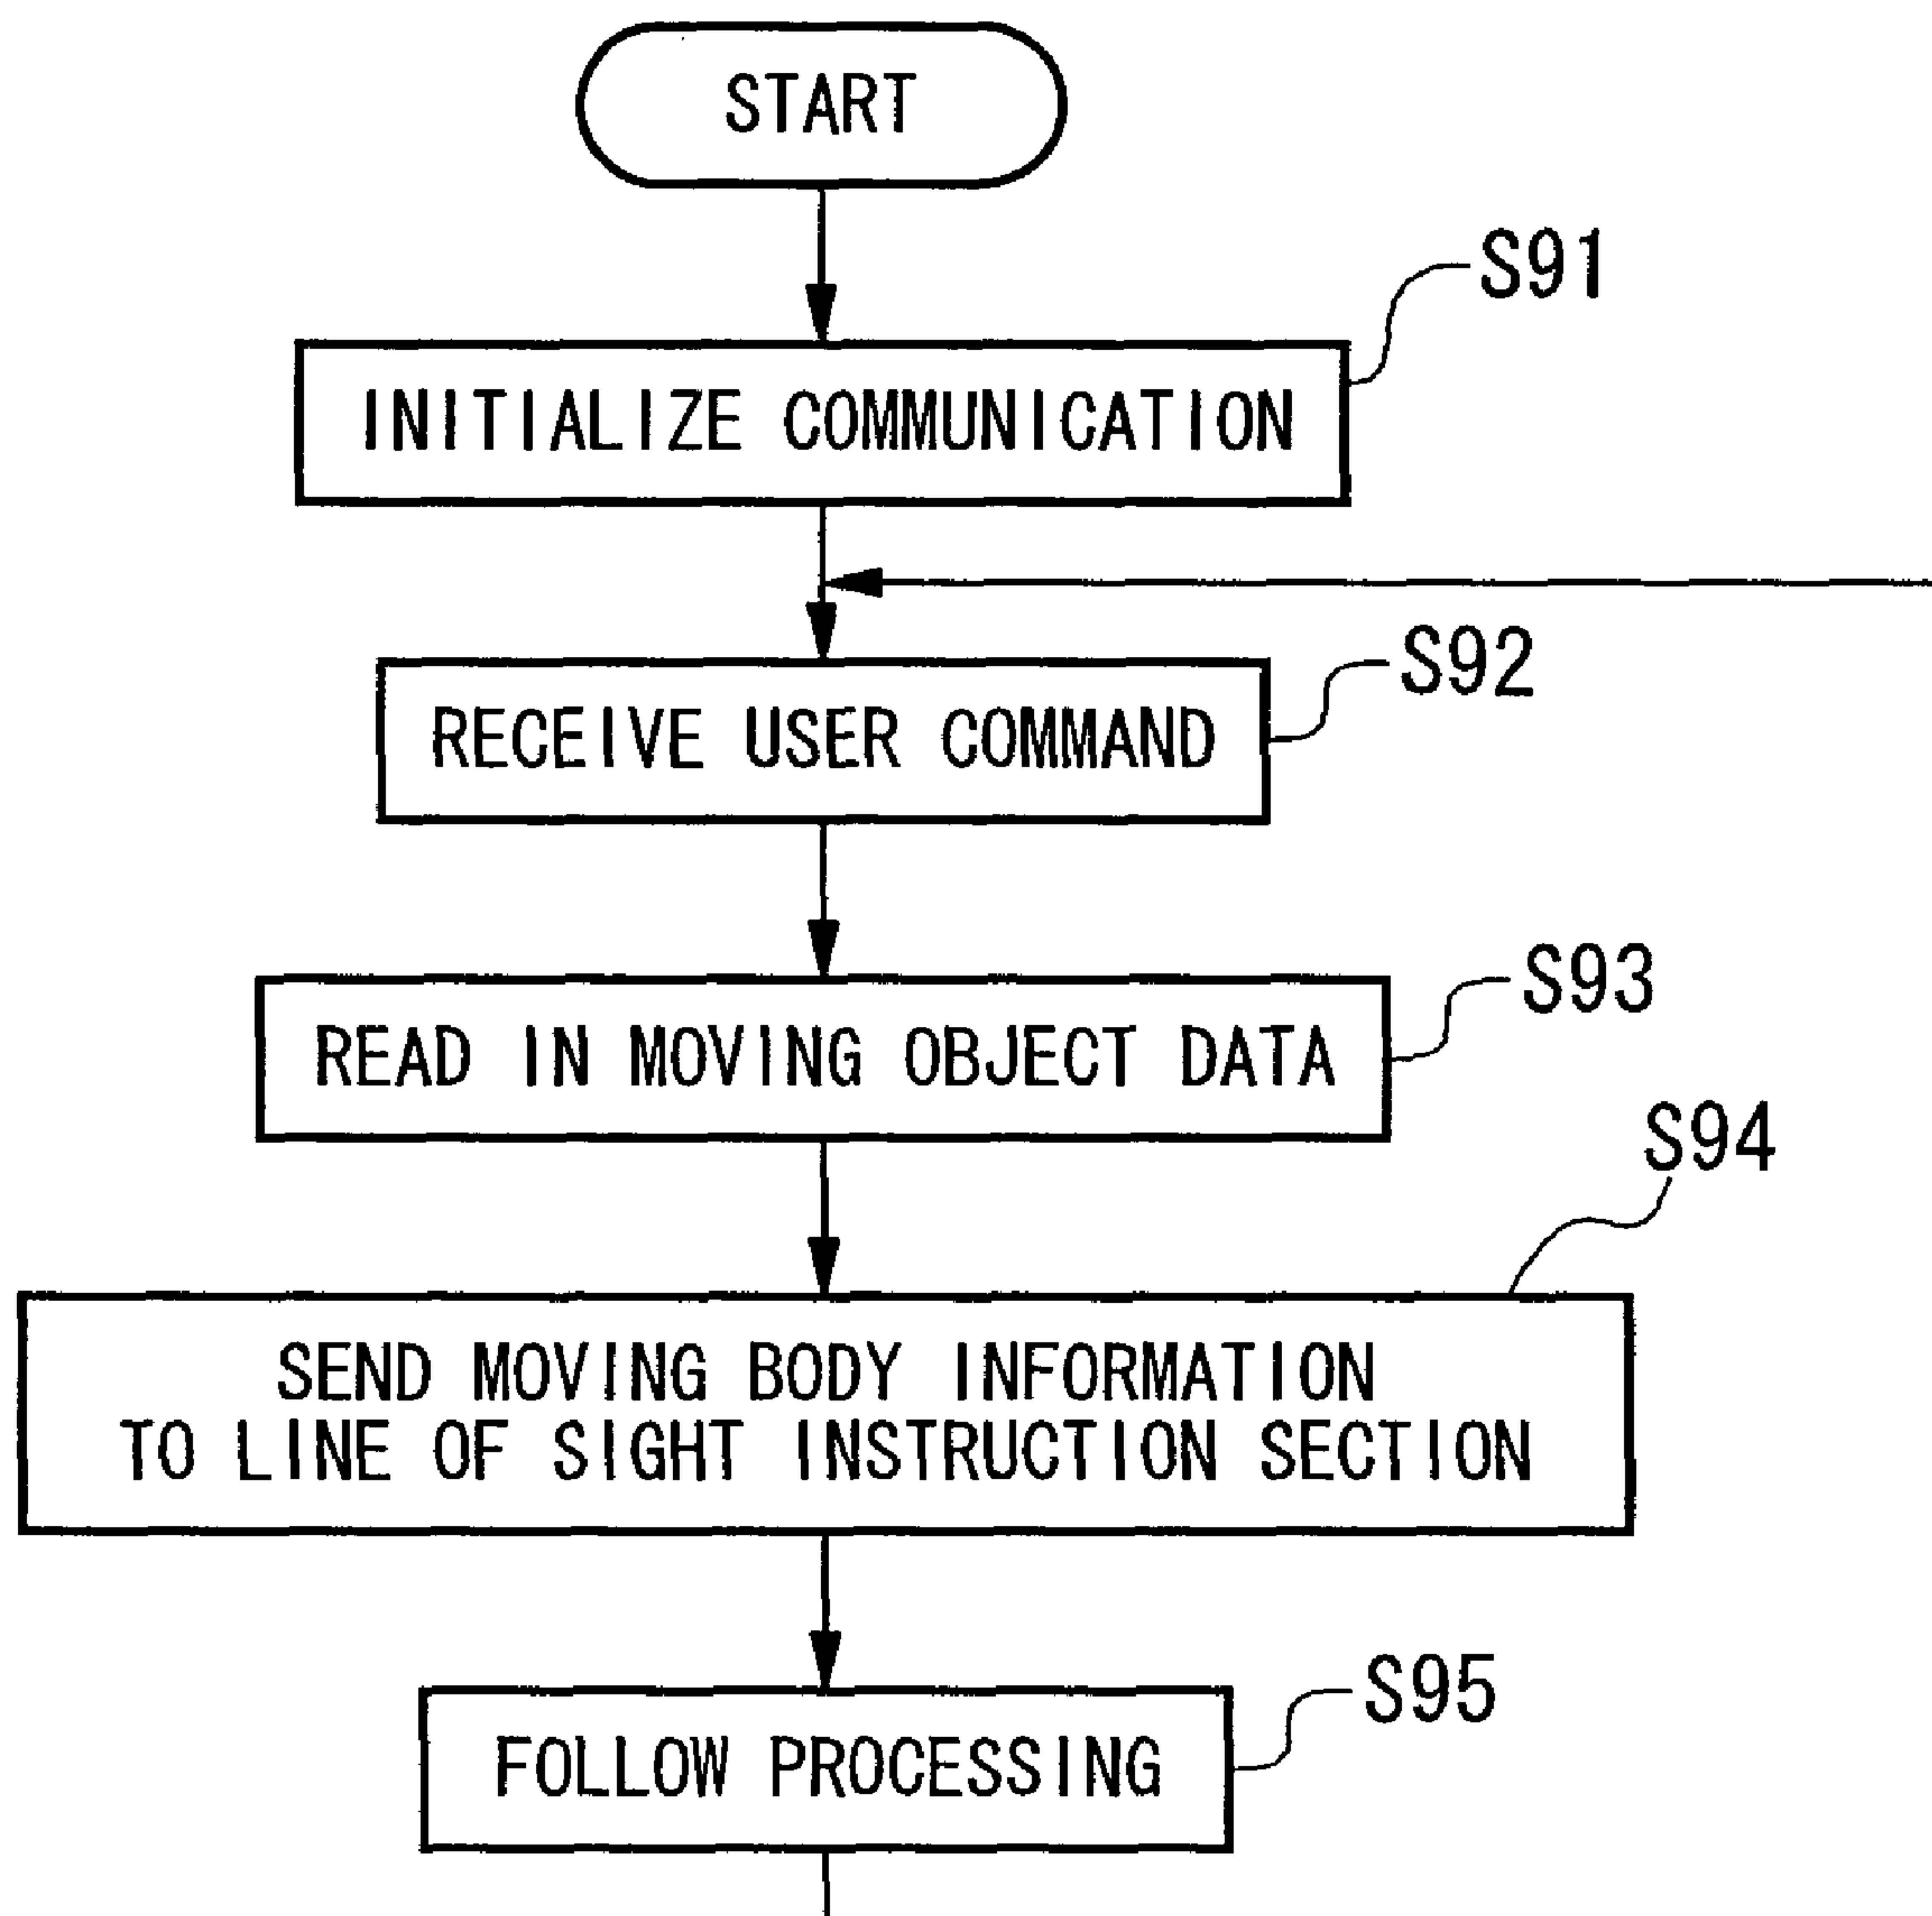 START
S91
INITIALIZE COMMUNICATION
S92
RECEIVE USER COMMAND
S93
READ IN MOVING OBJECT DATA
S94
SEND MOVING BODY INFORMATION
TO LINE OF SIGHT INSTRUCTION SECTION
S95
FOLLOW PROCESSING